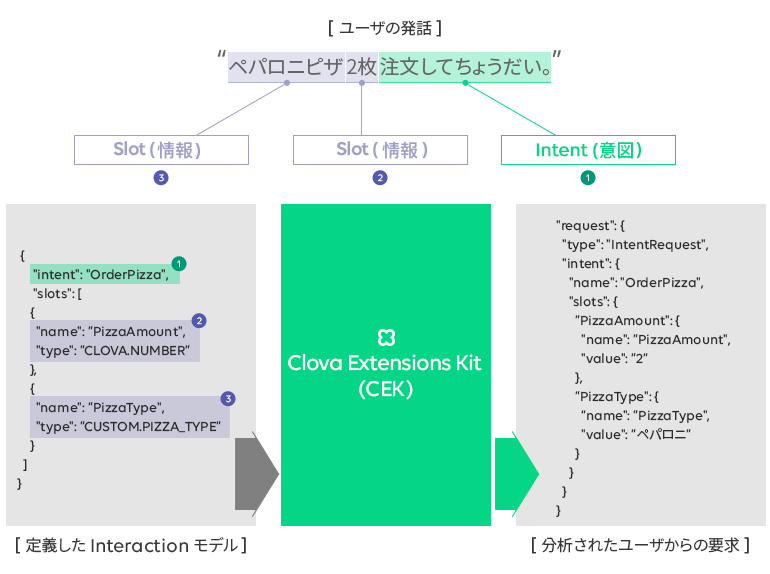 [ ユーザの発話 ]
“ペパロニピザ 2枚 注文してちょうだい。”
Slot ( 情報 )
Slot ( 情報 )
Intent (意図)
3
2
1
{
"intent": "OrderPizza",
1
"slots": [
{
2
"name": "PizzaAmount",
"type": "CLOVA.NUMBER"
},
{
3
"name": "PizzaType",
"type": "CUSTOM.PIZZA_TYPE"
}
]
}
[ 定義した Interaction モデル ]
Clova Extensions Kit
(CEK)
"request": {
"type": "IntentRequest",
"intent": {
"name": "OrderPizza",
"slots": {
"PizzaAmount": {
"name": "PizzaAmount",
"value": "2"
},
"PizzaType": {
"name": "PizzaType",
"value": "ペパロニ"
}
}
}
}
[ 分析されたユーザからの要求 ]